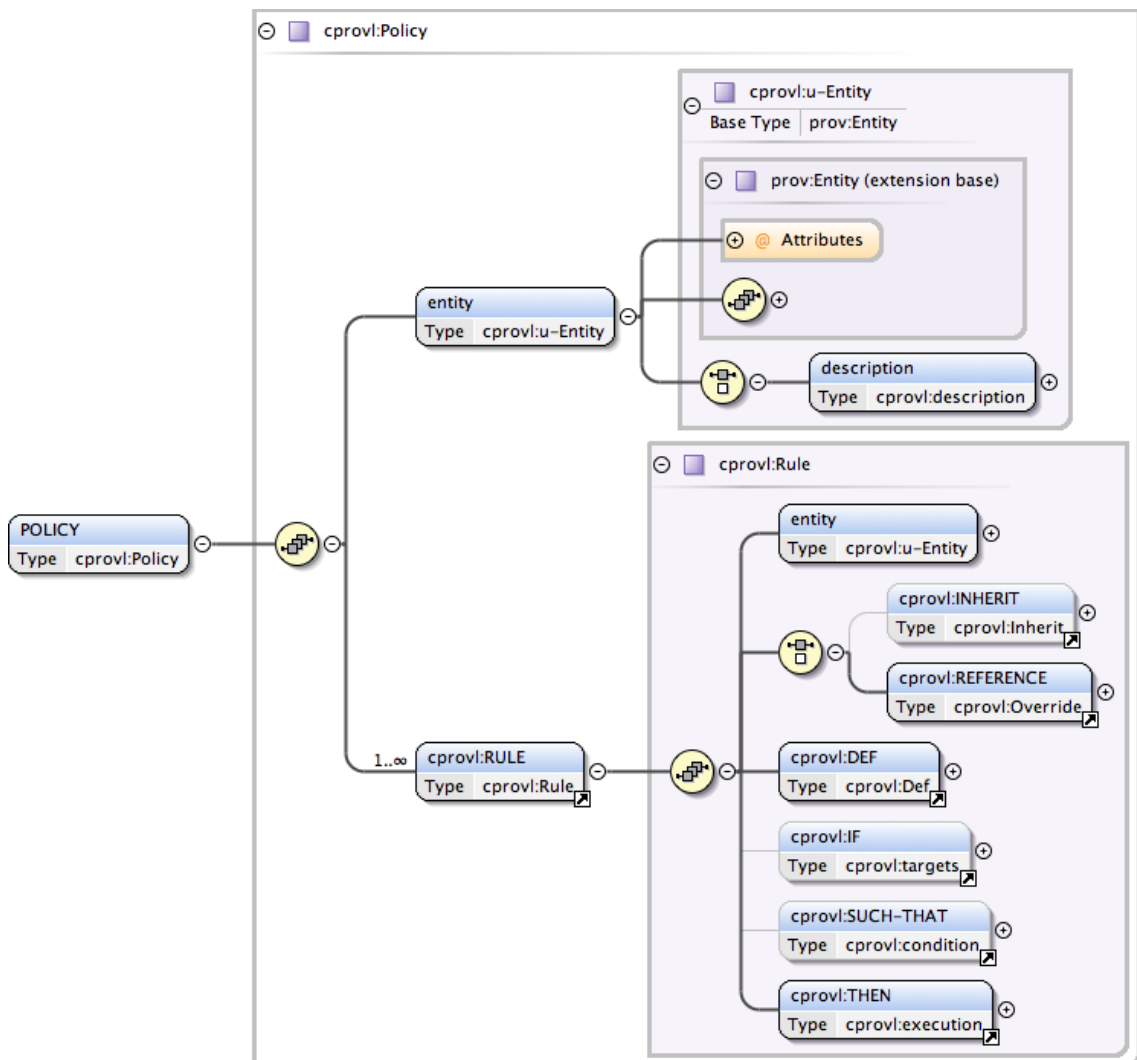 cprovl:Policy
cprovl:u-Entity
Base Type prov:Entity
prov:Entity (extension base)
@ Attributes
entity
Type cprovl:u-Entity
description
Type cprovl:description
cprovl:Rule
entity
Type cprovl:u-Entity
cprovl:INHERIT
Type cprovl:Inherit
cprovl:REFERENCE
Type cprovl:Override
POLICY
Type cprovl:Policy
1..∞
cprovl:RULE
Type cprovl:Rule
cprovl:DEF
Type cprovl:Def
cprovl:IF
Type cprovl:targets
cprovl:SUCH-THAT
Type cprovl:condition
cprovl:THEN
Type cprovl:execution